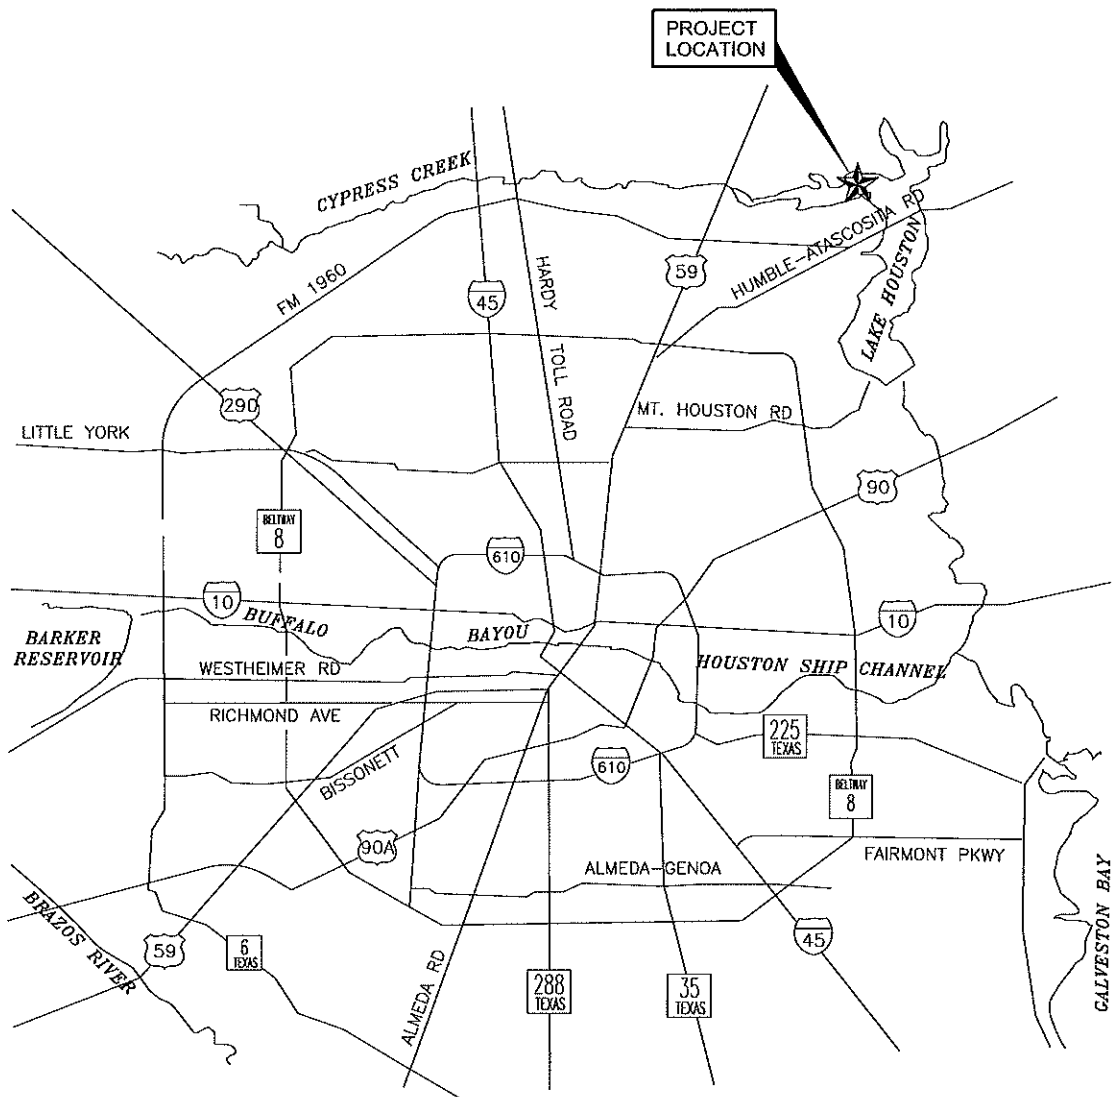 PROJECT
LOCATION
CYPRESS CREEK
HUMBLE-ATASCOSITA RD
FM 1960
HARDY
TOLL ROAD
59
45
LAKE HOUSTON
290
MT. HOUSTON RD
LITTLE YORK
90
BELTWAY
8
610
10
BUFFALO
BAYOU
10
BARKER
RESERVOIR
WESTHEIMER RD
HOUSTON SHIP CHANNEL
RICHMOND AVE
225
TEXAS
BISSONETT
610
BELTWAY
8
90A
FAIRMONT PKWY
ALMEDA-GENOA
BRAZOS RIVER
59
6
TEXAS
ALMEDA RD
288
TEXAS
35
TEXAS
45
GALVESTON BAY